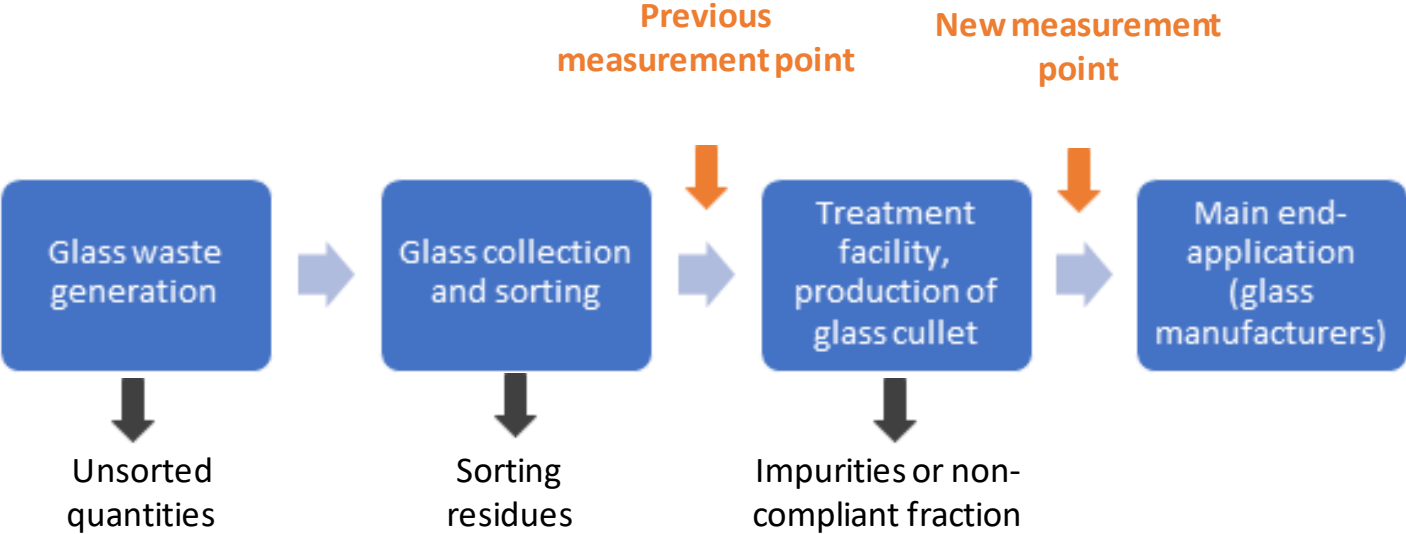 Previous
measurement point
New measurement
point
Glass waste
generation
Glass collection
and sorting
Treatment
facility,
production of
glass cullet
Main end-
application
(glass
manufacturers)
Unsorted
quantities
Sorting
residues
Impurities or non-
compliant fraction